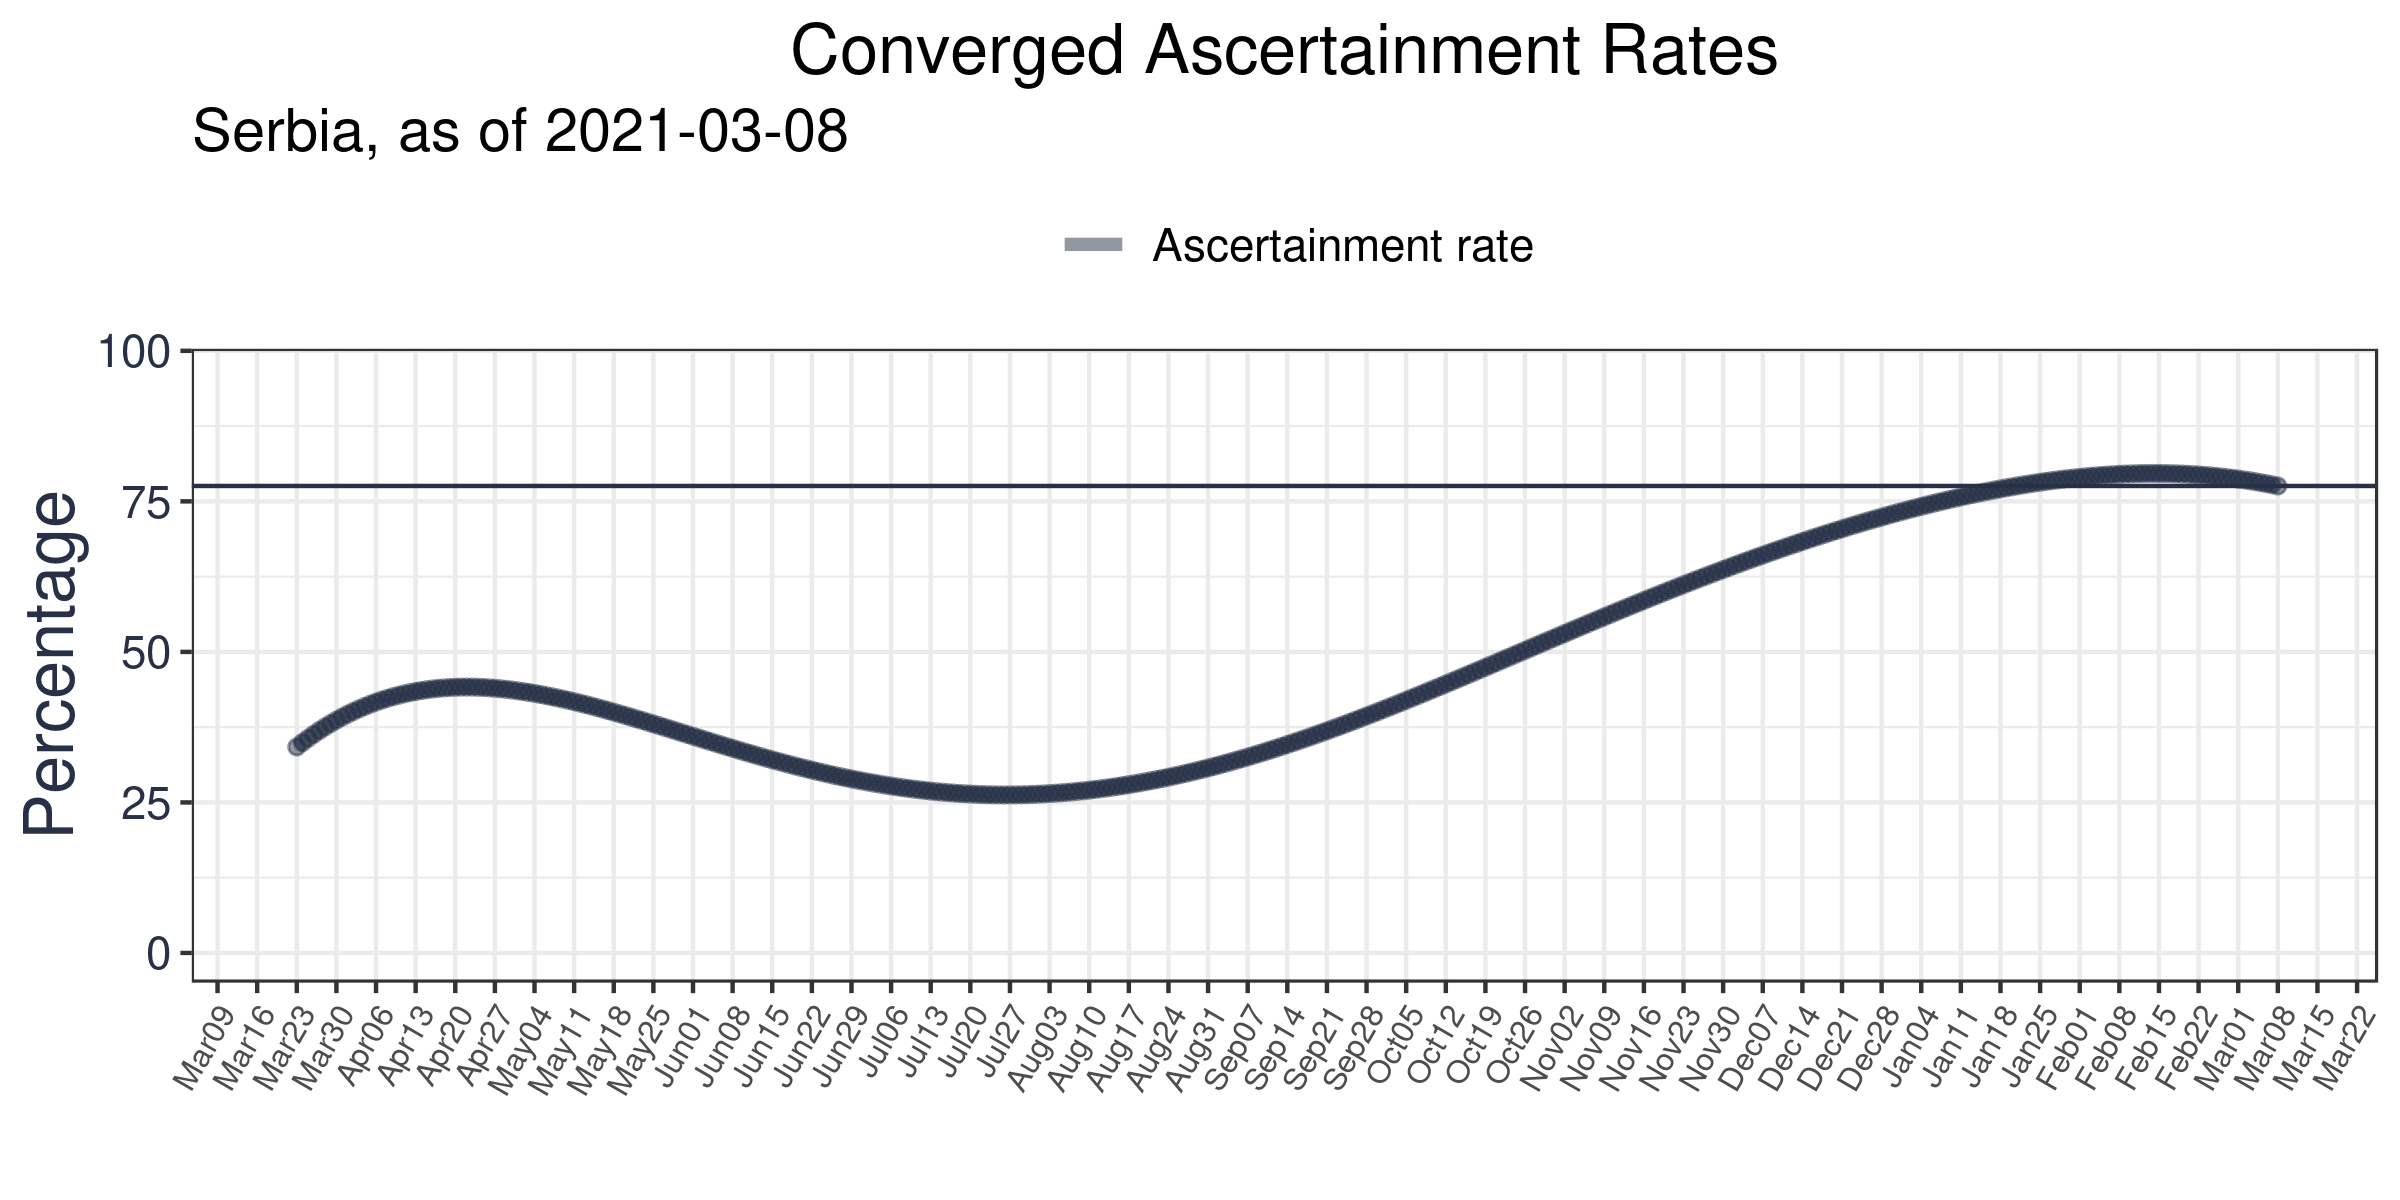 Converged Ascertainment Rates
Serbia, as of 2021-03-08
Ascertainment rate
Percentage
100
75
50
25
0
Mar09 Mar16 Mar23 Mar30 Apr06 Apr13 Apr20 Apr27 May04 May11 May18 May25 Jun01 Jun08 Jun15 Jun22 Jun29 Jul06 Jul13 Jul20 Jul27 Aug03 Aug10 Aug17 Aug24 Aug31 Sep07 Sep14 Sep21 Sep28 Oct05 Oct12 Oct19 Oct26 Nov02 Nov09 Nov16 Nov23 Nov30 Dec07 Dec14 Dec21 Dec28 Jan04 Jan11 Jan18 Jan25 Feb01 Feb08 Feb15 Feb22 Mar01 Mar08 Mar15 Mar22